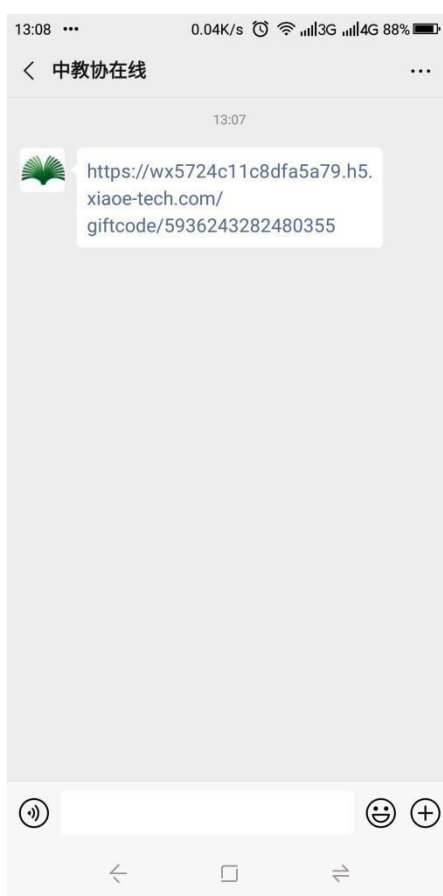 13:08 ••• 0.04K/s 3G 4G 88%
中教协在线
13:07
https://wx5724c11c8dfa5a79.h5.
xiaoe-tech.com/
giftcode/5936243282480355